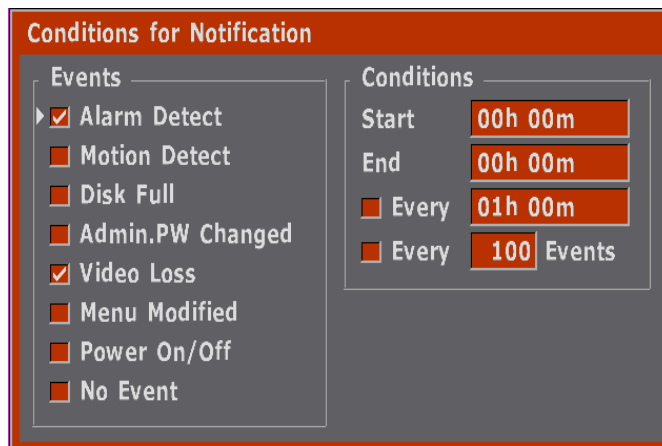 Conditions for Notification
Events
Alarm Detect
Motion Detect
Disk Full
Admin.PW Changed
Video Loss
Menu Modified
Power On/Off
No Event
Conditions
Start 00h 00m
End 00h 00m
Every 01h 00m
Every 100 Events